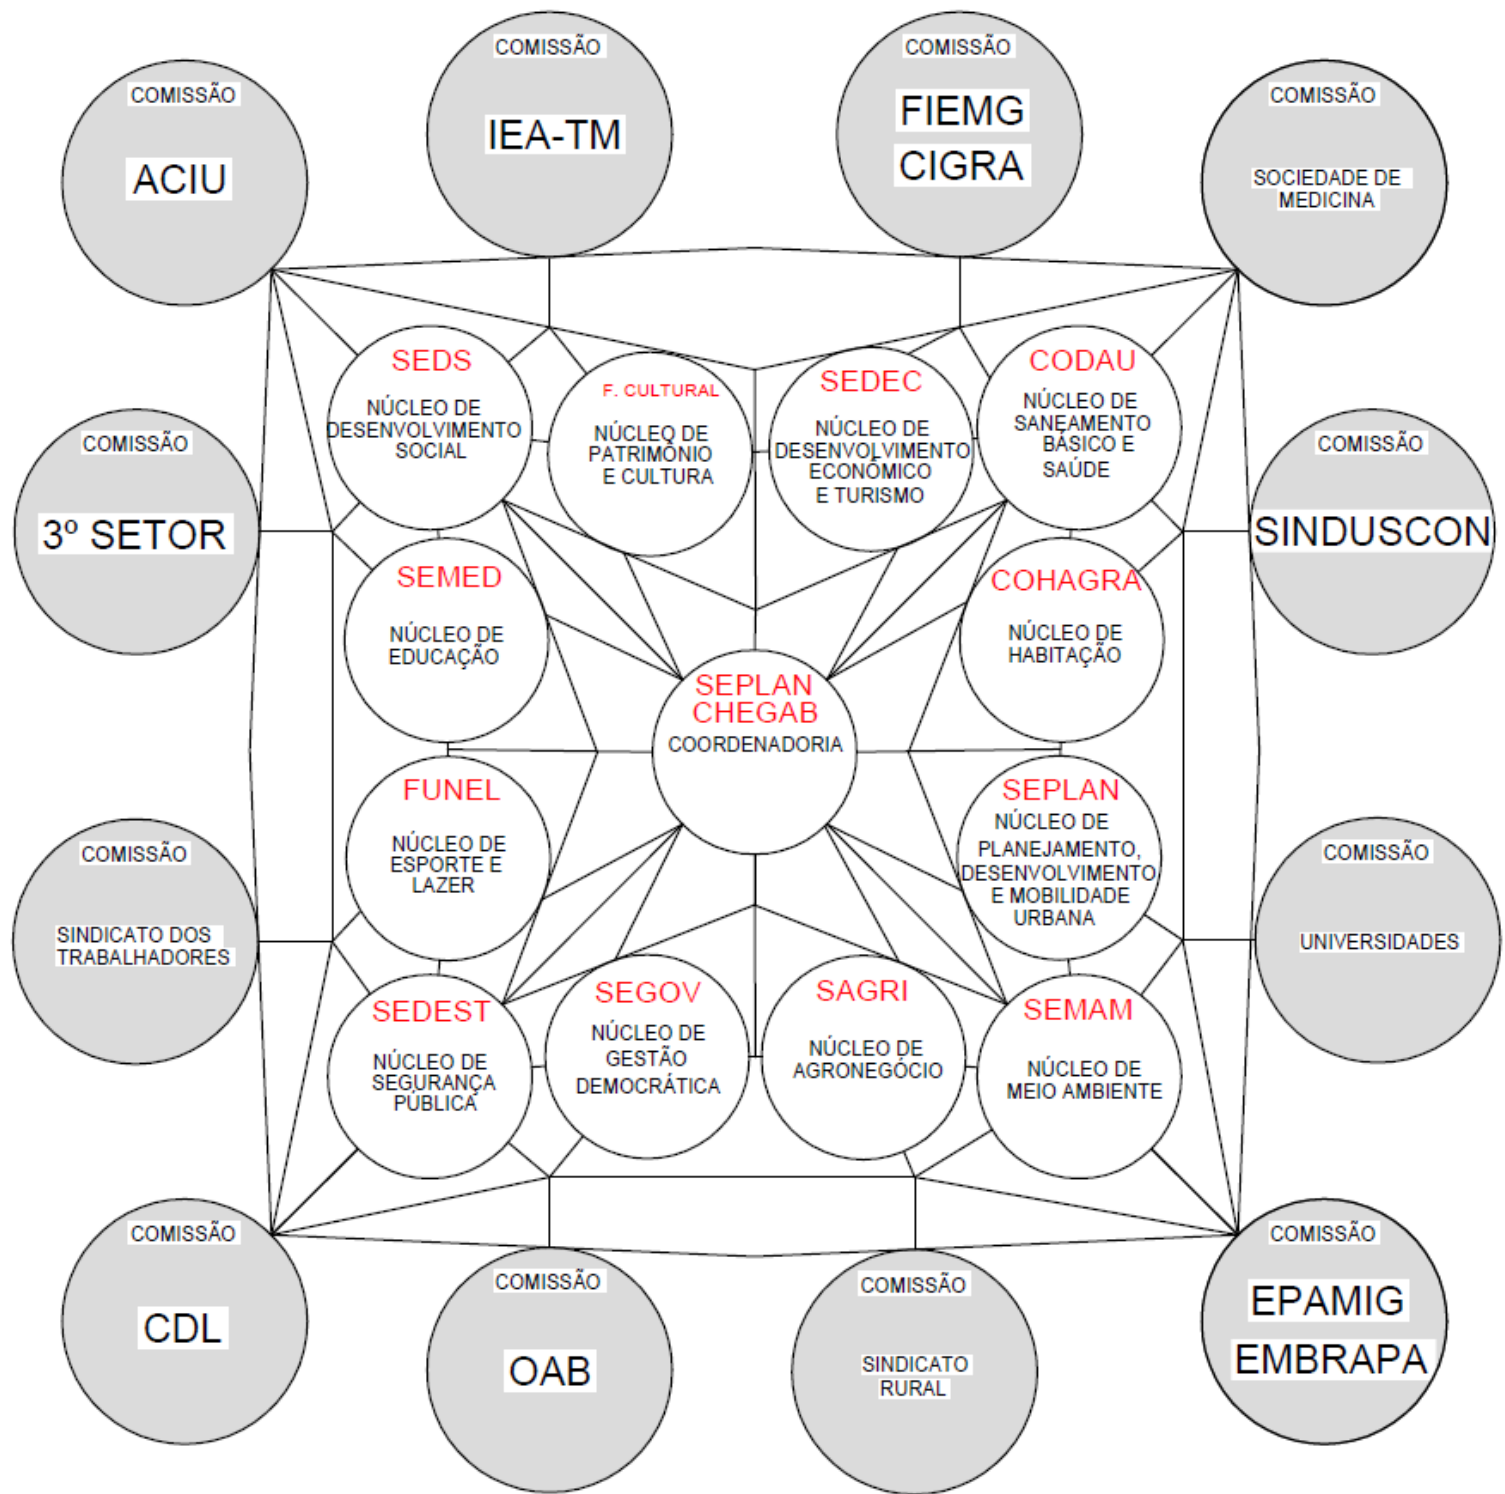 COMISSÃO
ACIU
COMISSÃO
IEA-TM
COMISSÃO
FIEMG
CIGRA
COMISSÃO
SOCIEDADE DE
MEDICINA
SEDS
NÚCLEO DE
DESENVOLVIMENTO
SOCIAL
F. CULTURAL
NÚCLEO DE
PATRIMÔNIO
E CULTURA
SEDEC
NÚCLEO DE
DESENVOLVIMENTO
ECONÔMICO
E TURISMO
CODAU
NÚCLEO DE
SANEAMENTO
BÁSICO E
SAÚDE
COMISSÃO
3º SETOR
SEMED
NÚCLEO DE
EDUCAÇÃO
COHAGRA
NÚCLEO DE
HABITAÇÃO
COMISSÃO
SINDUSCON
SEPLAN
CHEGAB
COORDENADORIA
COMISSÃO
SINDICATO DOS
TRABALHADORES
FUNEL
NÚCLEO DE
ESPORTE E
LAZER
SEPLAN
NÚCLEO DE
PLANEJAMENTO,
DESENVOLVIMENTO
E MOBILIDADE
URBANA
COMISSÃO
UNIVERSIDADES
SEDEST
NÚCLEO DE
SEGURANÇA
PÚBLICA
SEGOV
NÚCLEO DE
GESTÃO
DEMOCRÁTICA
SAGRI
NÚCLEO DE
AGRONEGÓCIO
SEMAM
NÚCLEO DE
MEIO AMBIENTE
COMISSÃO
CDL
COMISSÃO
OAB
COMISSÃO
SINDICATO
RURAL
COMISSÃO
EPAMIG
EMBRAPA